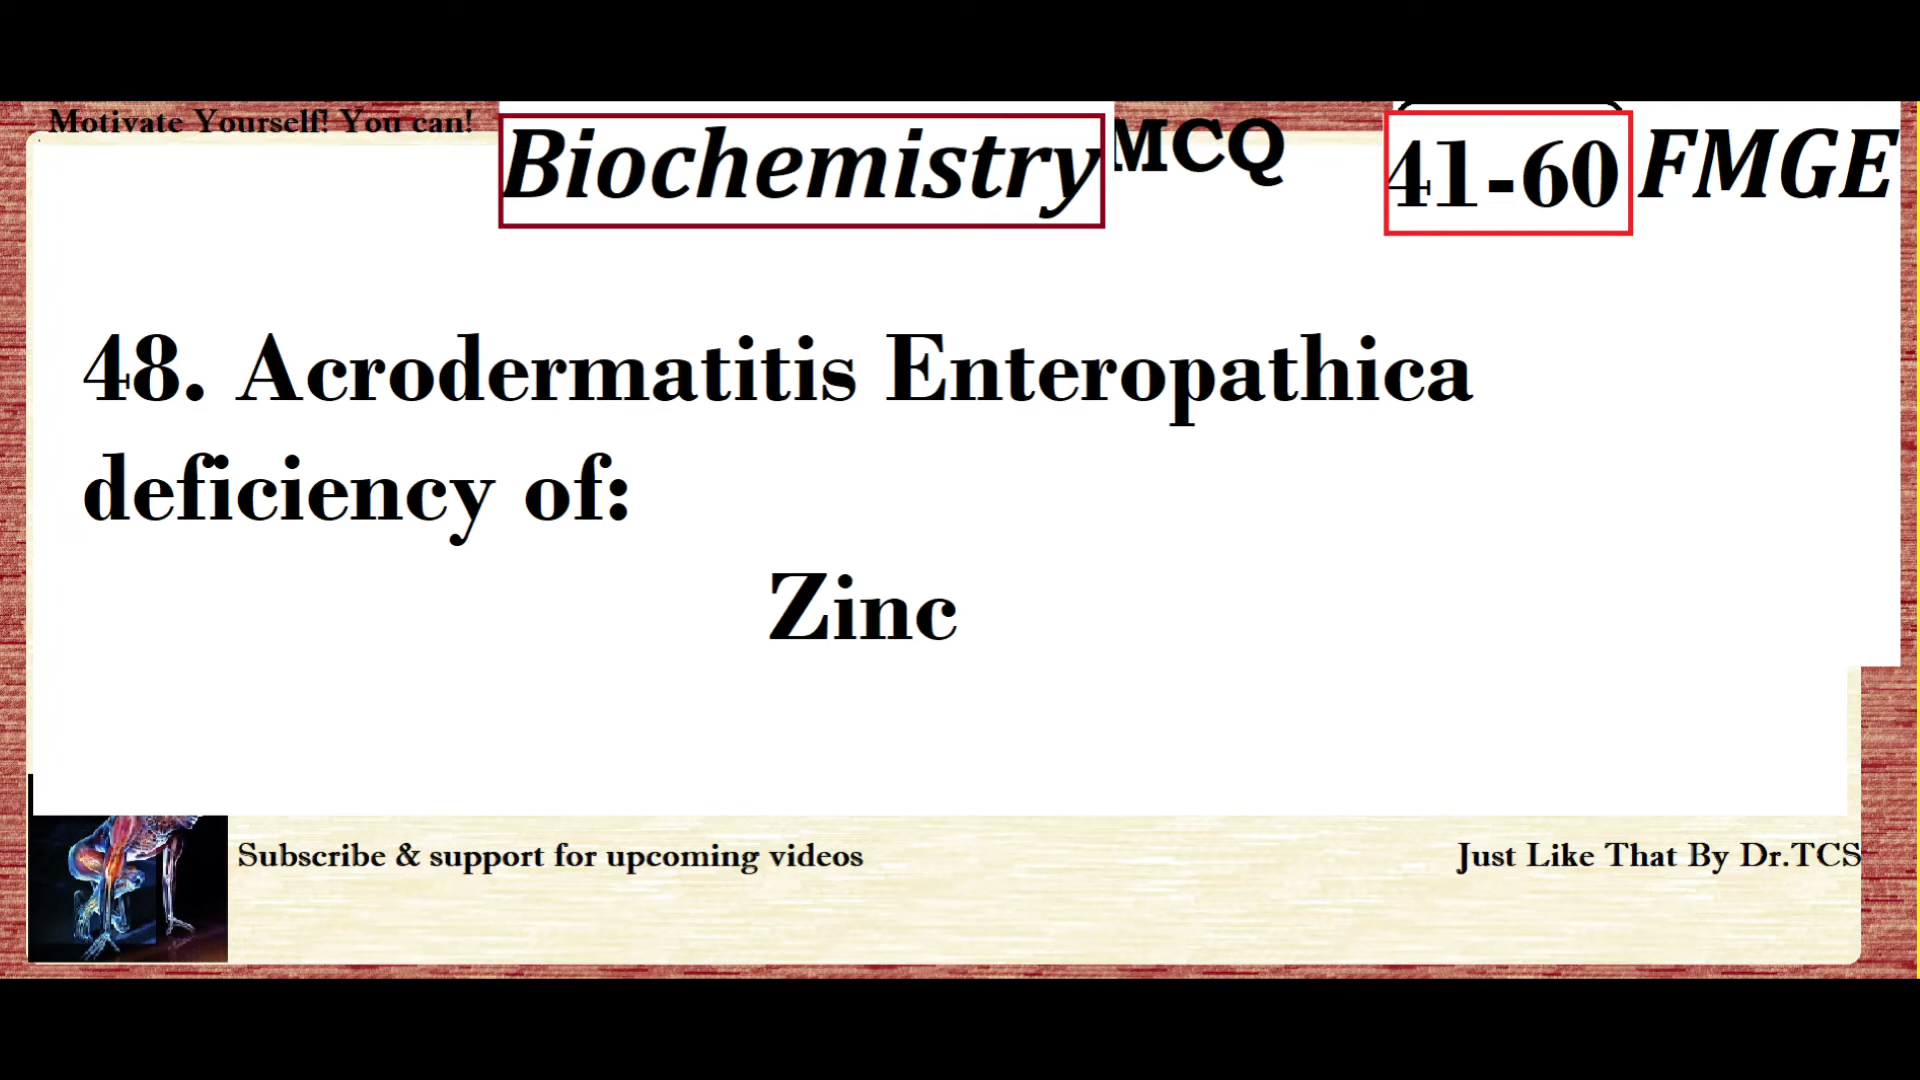 Motivate Yourself! You can!
Biochemistry MCQ 41-60 FMGE
48. Acrodermatitis Enteropathica
deficiency of:
Zinc
Subscribe & support for upcoming videos
Just Like That By Dr.TCS